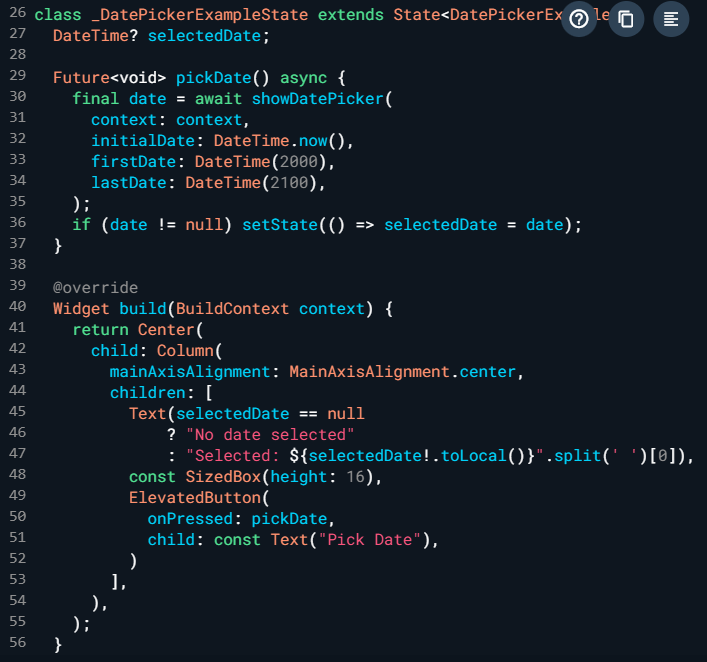 26 class _DatePickerExampleState extends State<DatePickerEx le
27   DateTime? selectedDate;
28
29   Future<void> pickDate() async {
30     final date = await showDatePicker(
31       context: context,
32       initialDate: DateTime.now(),
33       firstDate: DateTime(2000),
34       lastDate: DateTime(2100),
35     );
36     if (date != null) setState(() => selectedDate = date);
37   }
38
39   @override
40   Widget build(BuildContext context) {
41     return Center(
42       child: Column(
43         mainAxisAlignment: MainAxisAlignment.center,
44         children: [
45           Text(selectedDate == null
46               ? "No date selected"
47               : "Selected: ${selectedDate!.toLocal()}".split(' ')[0]),
48           const SizedBox(height: 16),
49           ElevatedButton(
50             onPressed: pickDate,
51             child: const Text("Pick Date"),
52           )
53         ],
54       ),
55     );
56   }